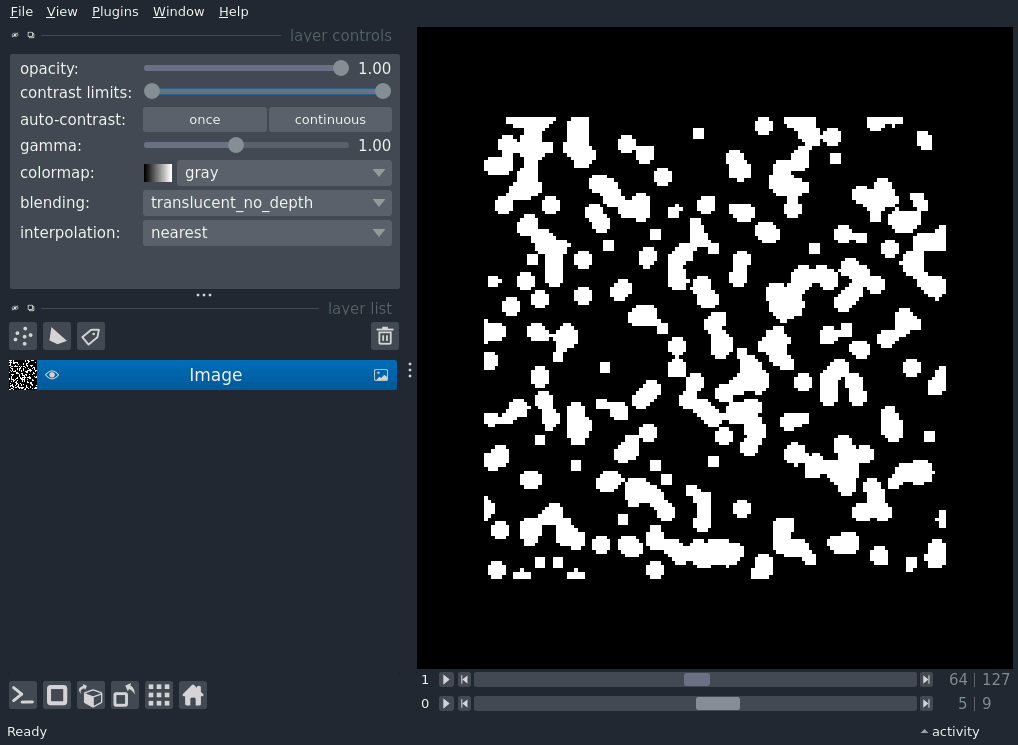 File View Plugins Window Help
layer controls
opacity: 1.00
contrast limits:
auto-contrast: once continuous
gamma: 1.00
colormap: gray
blending: translucent_no_depth
interpolation: nearest
layer list
Image
1 64 | 127
0 5 | 9
Ready activity